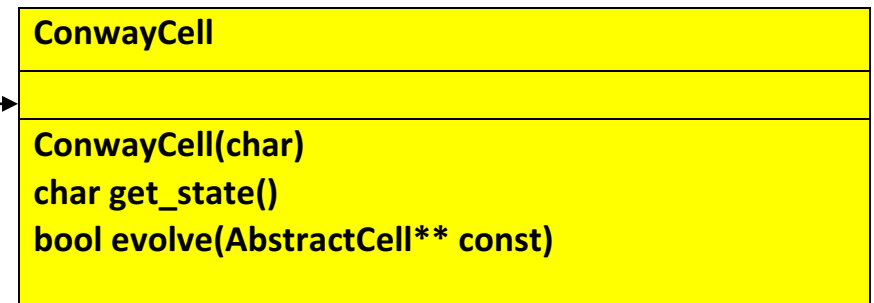 ConwayCell
ConwayCell(char)
char get_state()
bool evolve(AbstractCell** const)